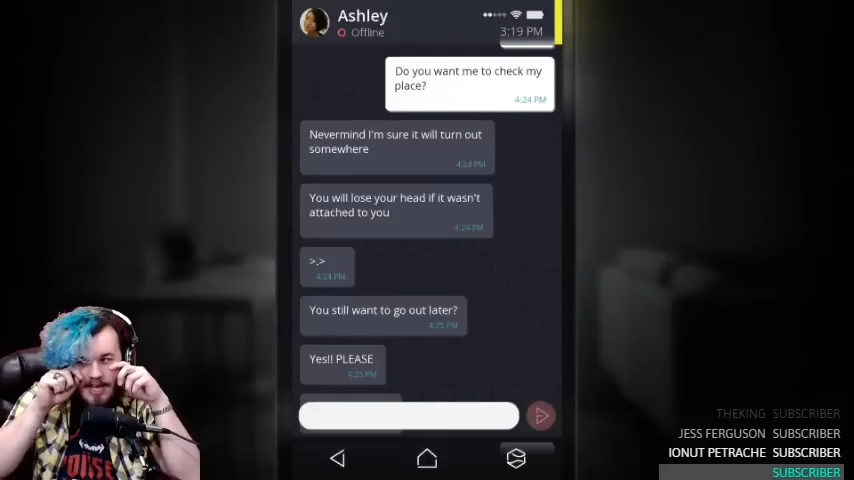 Ashley
Offline
3:19 PM
Do you want me to check my
place?
4:24 PM
Nevermind I'm sure it will turn out
somewhere
4:24 PM
You will lose your head if it wasn't
attached to you
4:24 PM
>.>
4:24 PM
You still want to go out later?
4:25 PM
Yes!! PLEASE
4:25 PM
THEKING SUBSCRIBER
JESS FERGUSON SUBSCRIBER
IONUT PETRACHE SUBSCRIBER
SUBSCRIBER